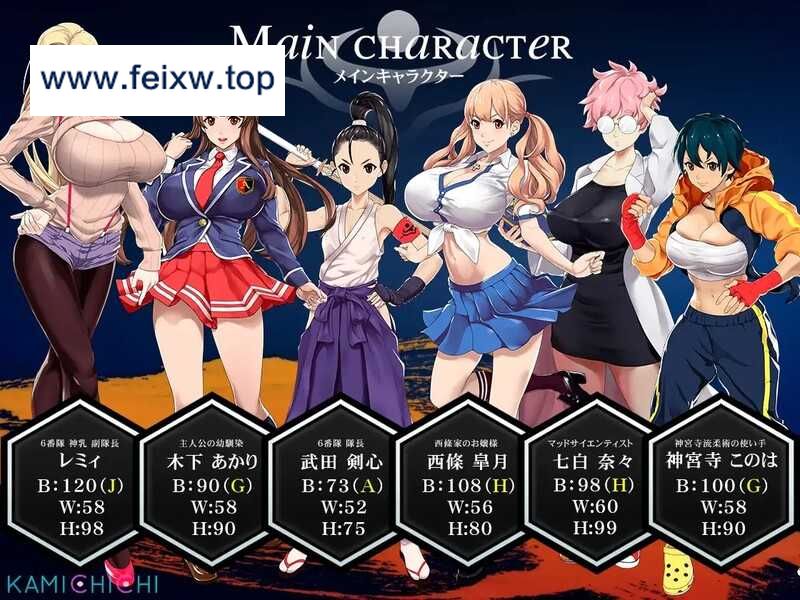 MAIN CHARACTER
メインキャラクター
www.feixw.top
6番隊 神乳 副隊長
レミィ
B:120(J)
W:58
H:98
主人公の幼馴染
木下 あかり
B:90(G)
W:58
H:90
6番隊 隊長
武田 剣心
B:73(A)
W:52
H:75
西條家のお嬢様
西條 皐月
B:108(H)
W:56
H:80
マッドサイエンティスト
七白 奈々
B:98(H)
W:60
H:99
神宮寺流柔術の使い手
神宮寺 このは
B:100(G)
W:58
H:90
KAMICHICHI